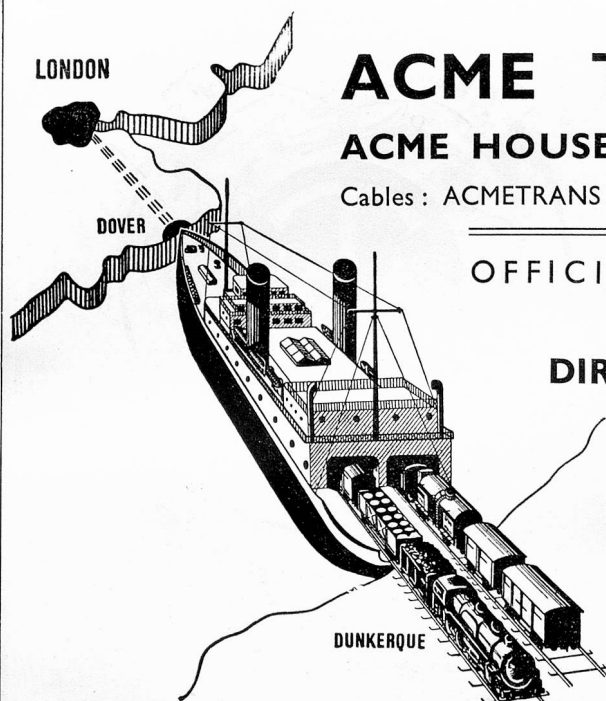 LONDON
ACME
ACME HOUSE
Cables : ACMETRANS
DOVER
OFFICI
DIR
DUNKERQUE